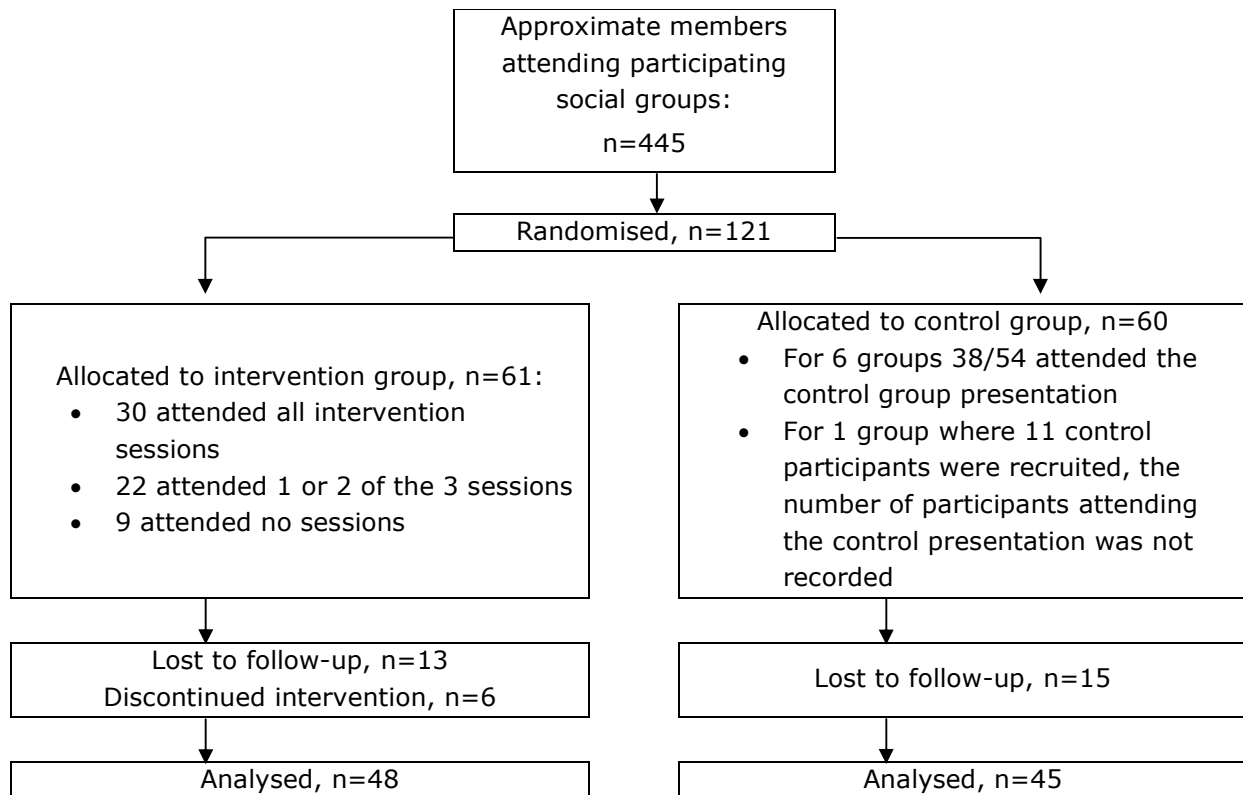 Approximate members
attending participating
social groups:
n=445
Randomised, n=121
Allocated to intervention group, n=61:
• 30 attended all intervention
sessions
• 22 attended 1 or 2 of the 3 sessions
• 9 attended no sessions
Allocated to control group, n=60
• For 6 groups 38/54 attended the
control group presentation
• For 1 group where 11 control
participants were recruited, the
number of participants attending
the control presentation was not
recorded
Lost to follow-up, n=13
Discontinued intervention, n=6
Lost to follow-up, n=15
Analysed, n=48
Analysed, n=45